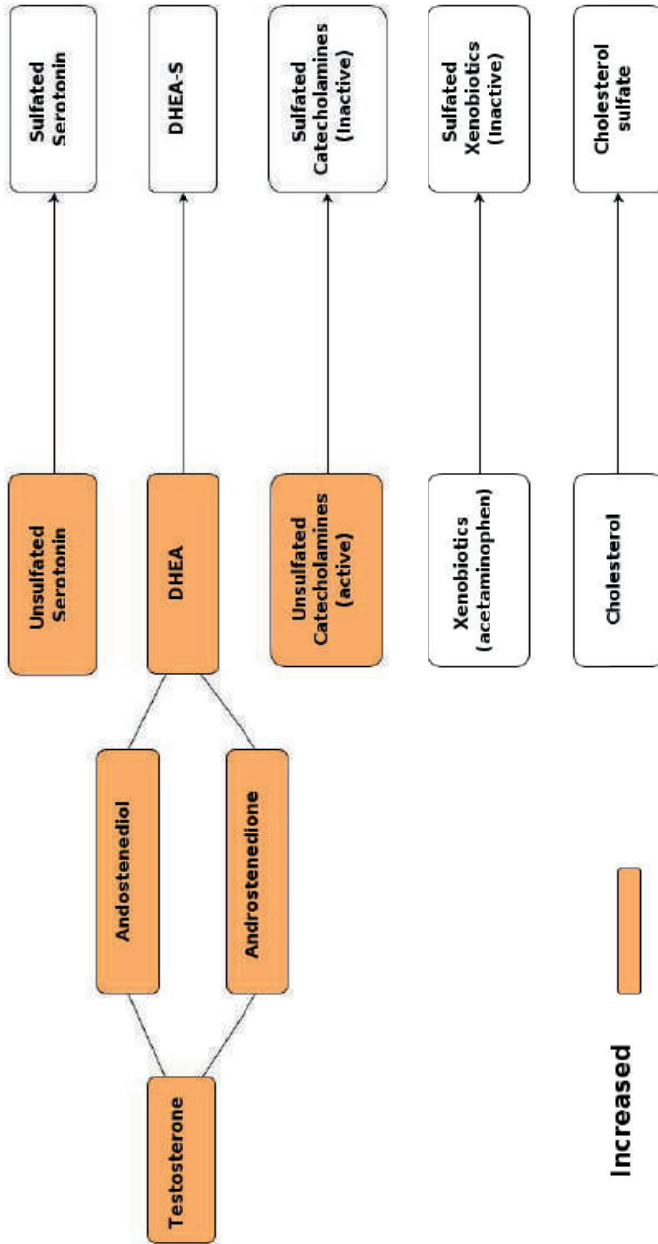 Sulfated
Serotonin
DHEA-S
Sulfated
Catecholamines
(Inactive)
Sulfated
Xenobiotics
(Inactive)
Cholesterol
sulfate
Unsulfated
Serotonin
DHEA
Unsulfated
Catecholamines
(active)
Xenobiotics
(acetaminophen)
Cholesterol
Andostenediol
Androstenedione
Testosterone
Increased